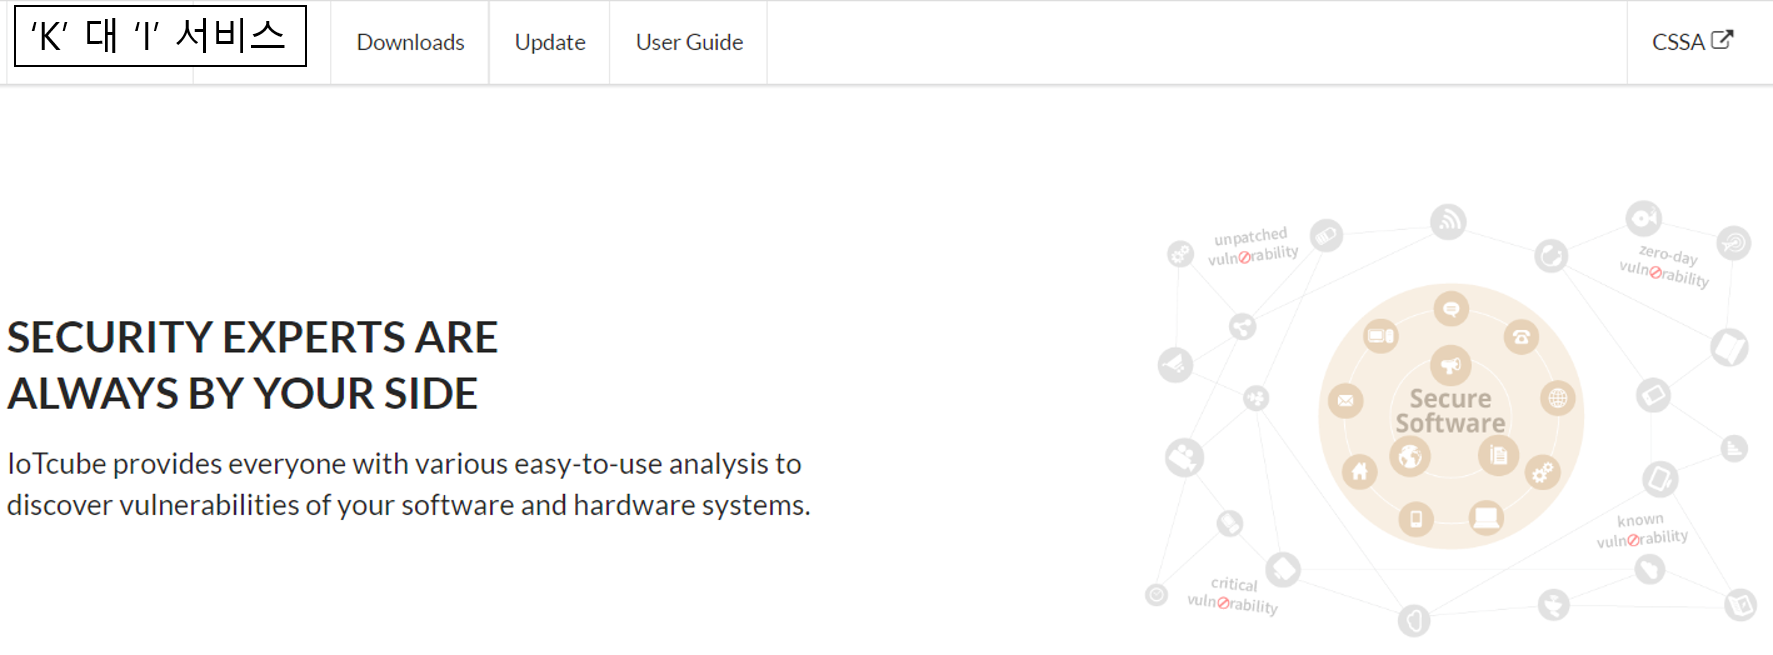 ‘K’ 대 ‘I’ 서비스
Downloads
Update
User Guide
CSSA
unpatched
vulnerability
zero-day
vulnerability
SECURITY EXPERTS ARE
ALWAYS BY YOUR SIDE
Secure
Software
IoTcube provides everyone with various easy-to-use analysis to
discover vulnerabilities of your software and hardware systems.
known
vulnerability
critical
vulnerability